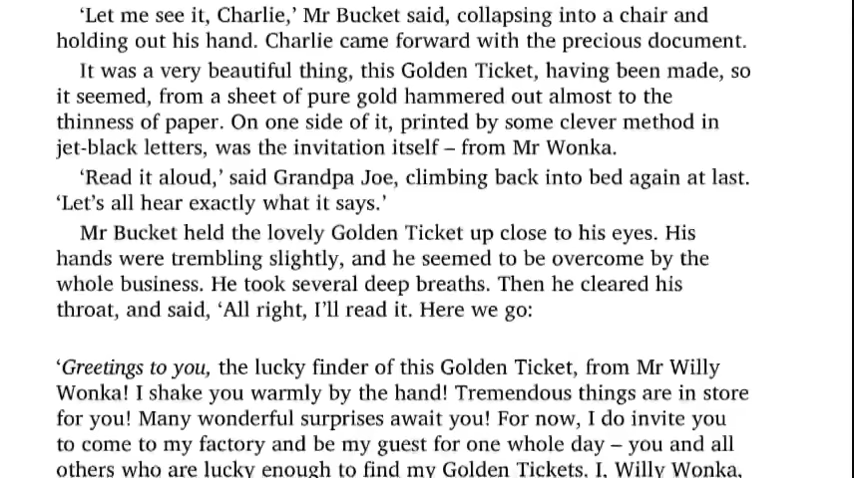 ‘Let me see it, Charlie,’ Mr Bucket said, collapsing into a chair and
holding out his hand. Charlie came forward with the precious document.
It was a very beautiful thing, this Golden Ticket, having been made, so
it seemed, from a sheet of pure gold hammered out almost to the
thinness of paper. On one side of it, printed by some clever method in
jet-black letters, was the invitation itself – from Mr Wonka.
‘Read it aloud,’ said Grandpa Joe, climbing back into bed again at last.
‘Let’s all hear exactly what it says.’
Mr Bucket held the lovely Golden Ticket up close to his eyes. His
hands were trembling slightly, and he seemed to be overcome by the
whole business. He took several deep breaths. Then he cleared his
throat, and said, ‘All right, I’ll read it. Here we go:
‘Greetings to you, the lucky finder of this Golden Ticket, from Mr Willy
Wonka! I shake you warmly by the hand! Tremendous things are in store
for you! Many wonderful surprises await you! For now, I do invite you
to come to my factory and be my guest for one whole day – you and all
others who are lucky enough to find my Golden Tickets. I, Willy Wonka,